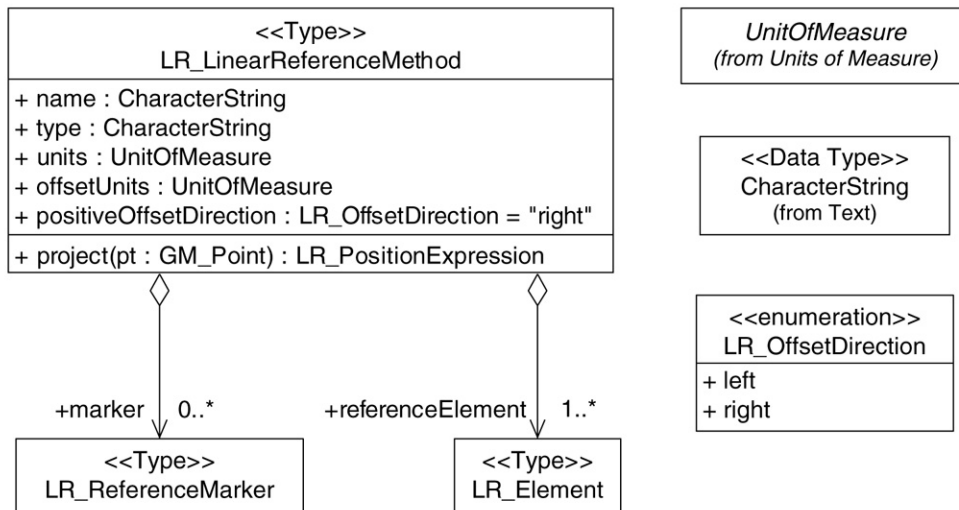 <<Type>>
LR_LinearReferenceMethod
+ name : CharacterString
+ type : CharacterString
+ units : UnitOfMeasure
+ offsetUnits : UnitOfMeasure
+ positiveOffsetDirection : LR_OffsetDirection = "right"
+ project(pt : GM_Point) : LR_PositionExpression
+marker 0..*
+referenceElement 1..*
<<Type>>
LR_ReferenceMarker
<<Type>>
LR_Element
UnitOfMeasure
(from Units of Measure)
<<Data Type>>
CharacterString
(from Text)
<<enumeration>>
LR_OffsetDirection
+ left
+ right